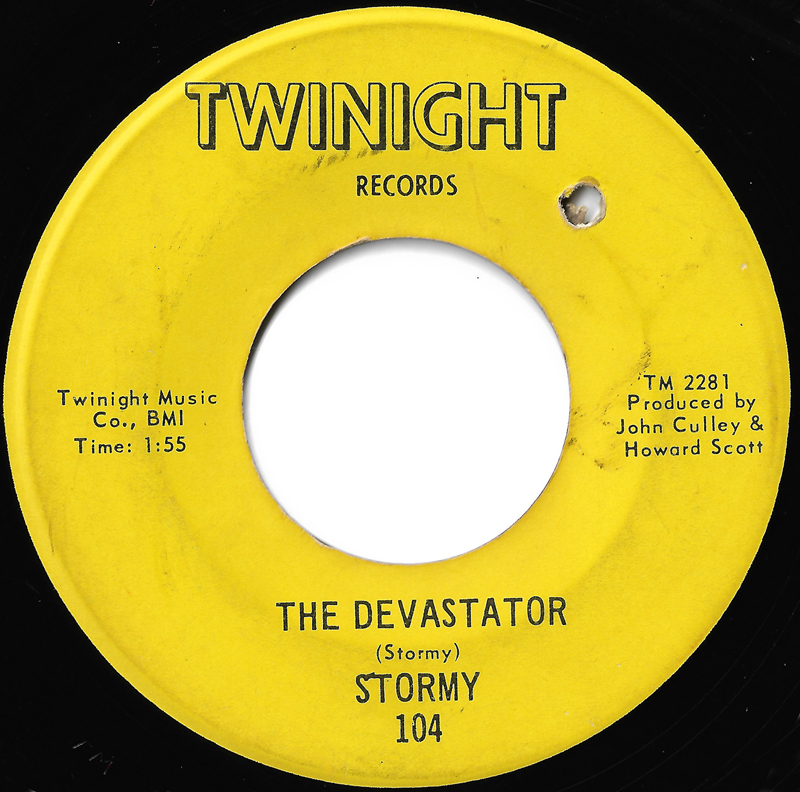 TWINIGHT
RECORDS
Twinight Music
Co., BMI
Time: 1:55
TM 2281
Produced by
John Culley &
Howard Scott
THE DEVASTATOR
(Stormy)
STORMY
104